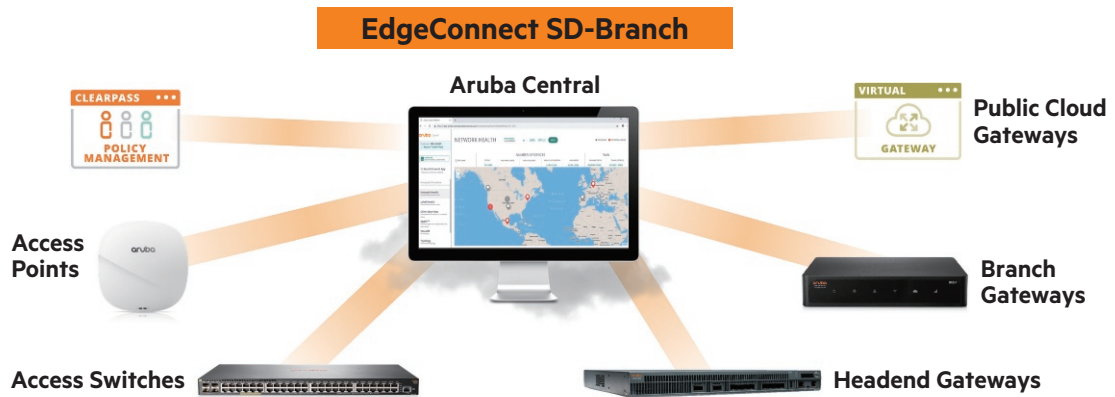 EdgeConnect SD-Branch
Aruba Central
CLEARPASS
POLICY
MANAGEMENT
VIRTUAL
GATEWAY
Public Cloud
Gateways
NETWORK HEALTH
Access
Points
aruba
Branch
Gateways
Access Switches
Headend Gateways